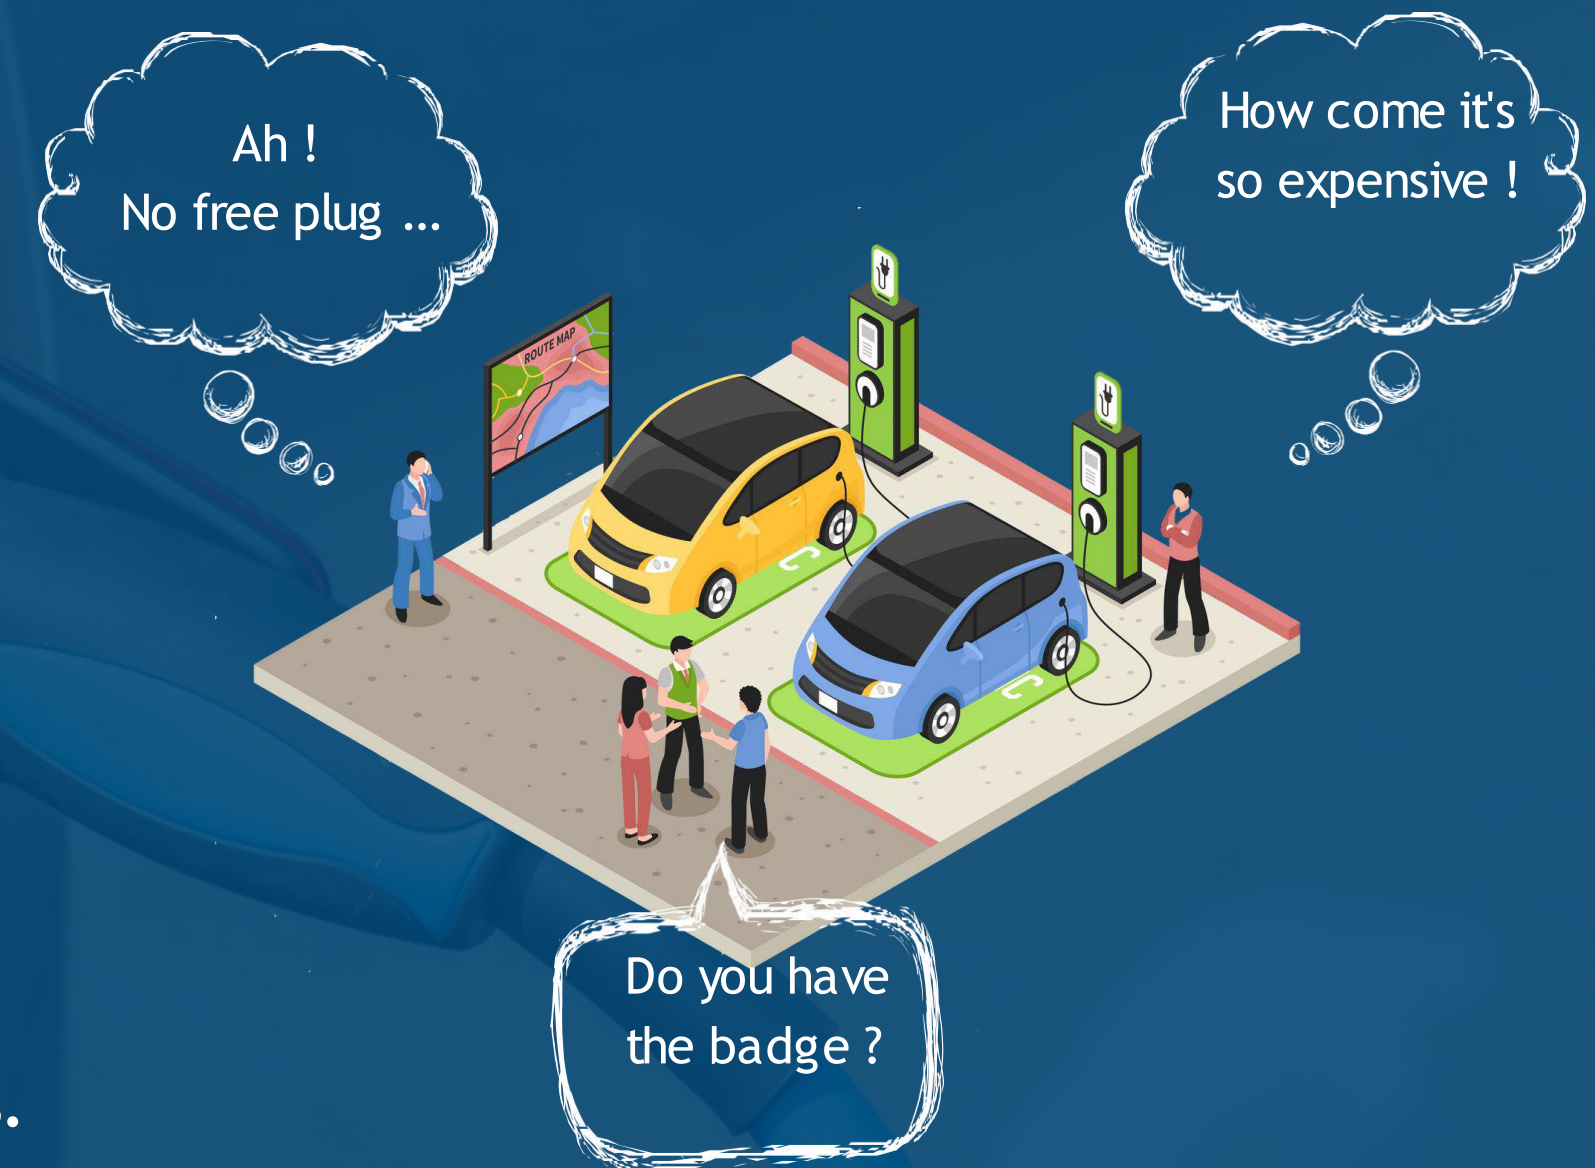 Ah !
No free plug ...
How come it's
so expensive !
ROUTE MAP
Do you have
the badge ?